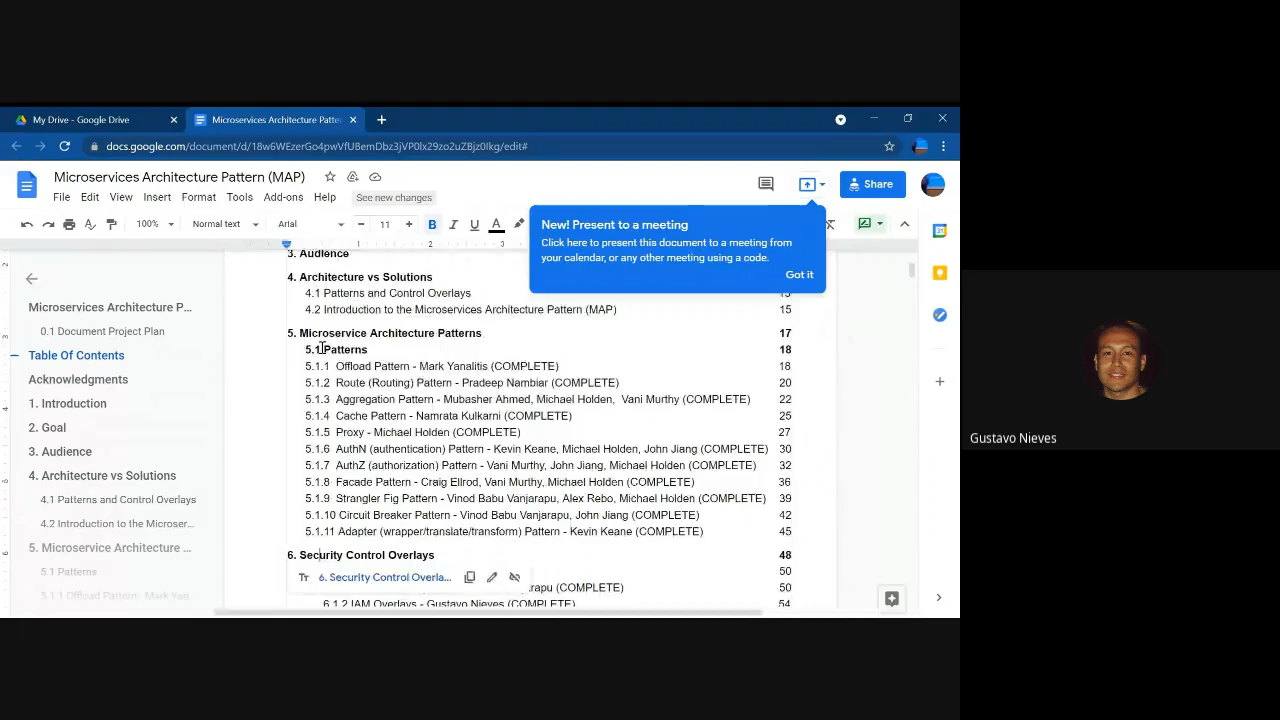 My Drive - Google Drive
Microservices Architecture Patte
docs.google.com/document/d/18w6WEzerGo4pwVfUBemDbz3jVP0lx29zo2uZBjz0Ikg/edit#
Microservices Architecture Pattern (MAP)
Share
File Edit View Insert Format Tools Add-ons Help See new changes
100% Normal text Arial 11 B I U A
New! Present to a meeting
Click here to present this document to a meeting from
your calendar, or any other meeting using a code.
Got it
Microservices Architecture P...
0.1 Document Project Plan
Table Of Contents
Acknowledgments
1. Introduction
2. Goal
3. Audience
4. Architecture vs Solutions
4.1 Patterns and Control Overlays
4.2 Introduction to the Microser...
5. Microservice Architecture ...
5.1 Patterns
5.1.1 Offload Pattern - Mark Yan...
3. Audience
4. Architecture vs Solutions
4.1 Patterns and Control Overlays 15
4.2 Introduction to the Microservices Architecture Pattern (MAP) 15
5. Microservice Architecture Patterns 17
5.1 Patterns 18
5.1.1 Offload Pattern - Mark Yanalitis (COMPLETE) 18
5.1.2 Route (Routing) Pattern - Pradeep Nambiar (COMPLETE) 20
5.1.3 Aggregation Pattern - Mubasher Ahmed, Michael Holden, Vani Murthy (COMPLETE) 22
5.1.4 Cache Pattern - Namrata Kulkarni (COMPLETE) 25
5.1.5 Proxy - Michael Holden (COMPLETE) 27
5.1.6 AuthN (authentication) Pattern - Kevin Keane, Michael Holden, John Jiang (COMPLETE) 30
5.1.7 AuthZ (authorization) Pattern - Vani Murthy, John Jiang, Michael Holden (COMPLETE) 32
5.1.8 Facade Pattern - Craig Ellrod, Vani Murthy, Michael Holden (COMPLETE) 36
5.1.9 Strangler Fig Pattern - Vinod Babu Vanjarapu, Alex Rebo, Michael Holden (COMPLETE) 39
5.1.10 Circuit Breaker Pattern - Vinod Babu Vanjarapu, John Jiang (COMPLETE) 42
5.1.11 Adapter (wrapper/translate/transform) Pattern - Kevin Keane (COMPLETE) 45
6. Security Control Overlays 48
50
6. Security Control Overla...
rapu (COMPLETE) 50
6.1.2 IAM Overlays - Gustavo Nieves (COMPLETE) 54
Gustavo Nieves